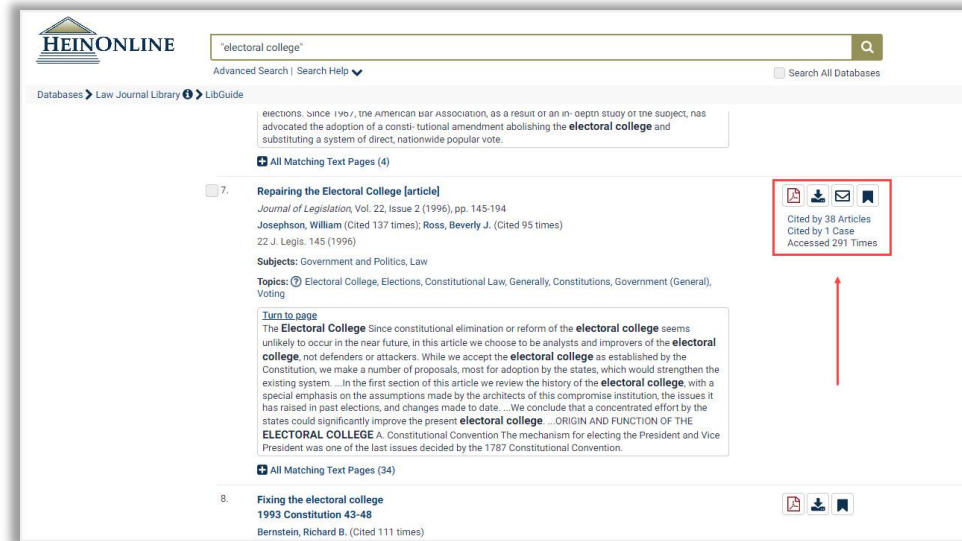 HEINONLINE
"electoral college"
Advanced Search | Search Help
Search All Databases
Databases > Law Journal Library > LibGuide
elections. Since 1967, the American Bar Association, as a result of an in- depth study of the subject, has
advocated the adoption of a consti- tutional amendment abolishing the electoral college and
substituting a system of direct, nationwide popular vote.
All Matching Text Pages (4)
7. Repairing the Electoral College [article]
Journal of Legislation, Vol. 22, Issue 2 (1996), pp. 145-194
Josephson, William (Cited 137 times); Ross, Beverly J. (Cited 95 times)
22 J. Legis. 145 (1996)
Subjects: Government and Politics, Law
Topics: Electoral College, Elections, Constitutional Law, Generally, Constitutions, Government (General),
Voting
Cited by 38 Articles
Cited by 1 Case
Accessed 291 Times
Turn to page
The Electoral College Since constitutional elimination or reform of the electoral college seems
unlikely to occur in the near future, in this article we choose to be analysts and improvers of the electoral
college, not defenders or attackers. While we accept the electoral college as established by the
Constitution, we make a number of proposals, most for adoption by the states, which would strengthen the
existing system. ...In the first section of this article we review the history of the electoral college, with a
special emphasis on the assumptions made by the architects of this compromise institution, the issues it
has raised in past elections, and changes made to date. ...We conclude that a concentrated effort by the
states could significantly improve the present electoral college. ...ORIGIN AND FUNCTION OF THE
ELECTORAL COLLEGE A. Constitutional Convention The mechanism for electing the President and Vice
President was one of the last issues decided by the 1787 Constitutional Convention.
All Matching Text Pages (34)
8. Fixing the electoral college
1993 Constitution 43-48
Bernstein, Richard B. (Cited 111 times)